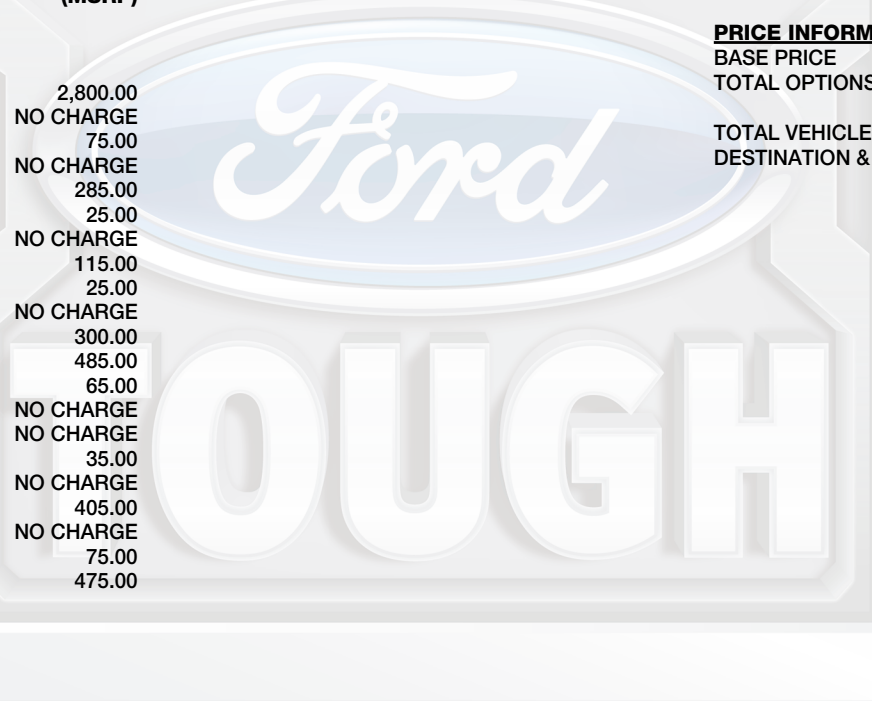 (MSRP)
2,800.00
NO CHARGE
75.00
NO CHARGE
285.00
25.00
NO CHARGE
115.00
25.00
NO CHARGE
300.00
485.00
65.00
NO CHARGE
NO CHARGE
35.00
NO CHARGE
405.00
NO CHARGE
75.00
475.00
PRICE INFORM
BASE PRICE
TOTAL OPTIONS
TOTAL VEHICLE
DESTINATION &
Ford
TOUGH